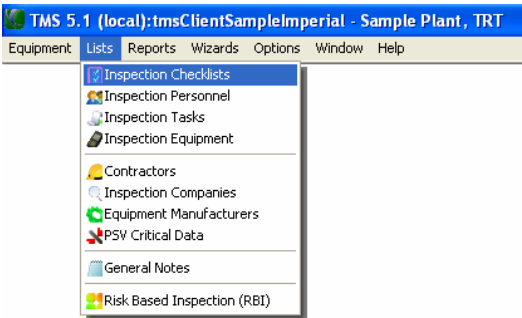 TMS 5.1 (local):tmsClientSampleImperial - Sample Plant, TRT
Equipment Lists Reports Wizards Options Window Help
Inspection Checklists
Inspection Personnel
Inspection Tasks
Inspection Equipment
Contractors
Inspection Companies
Equipment Manufacturers
PSV Critical Data
General Notes
Risk Based Inspection (RBI)